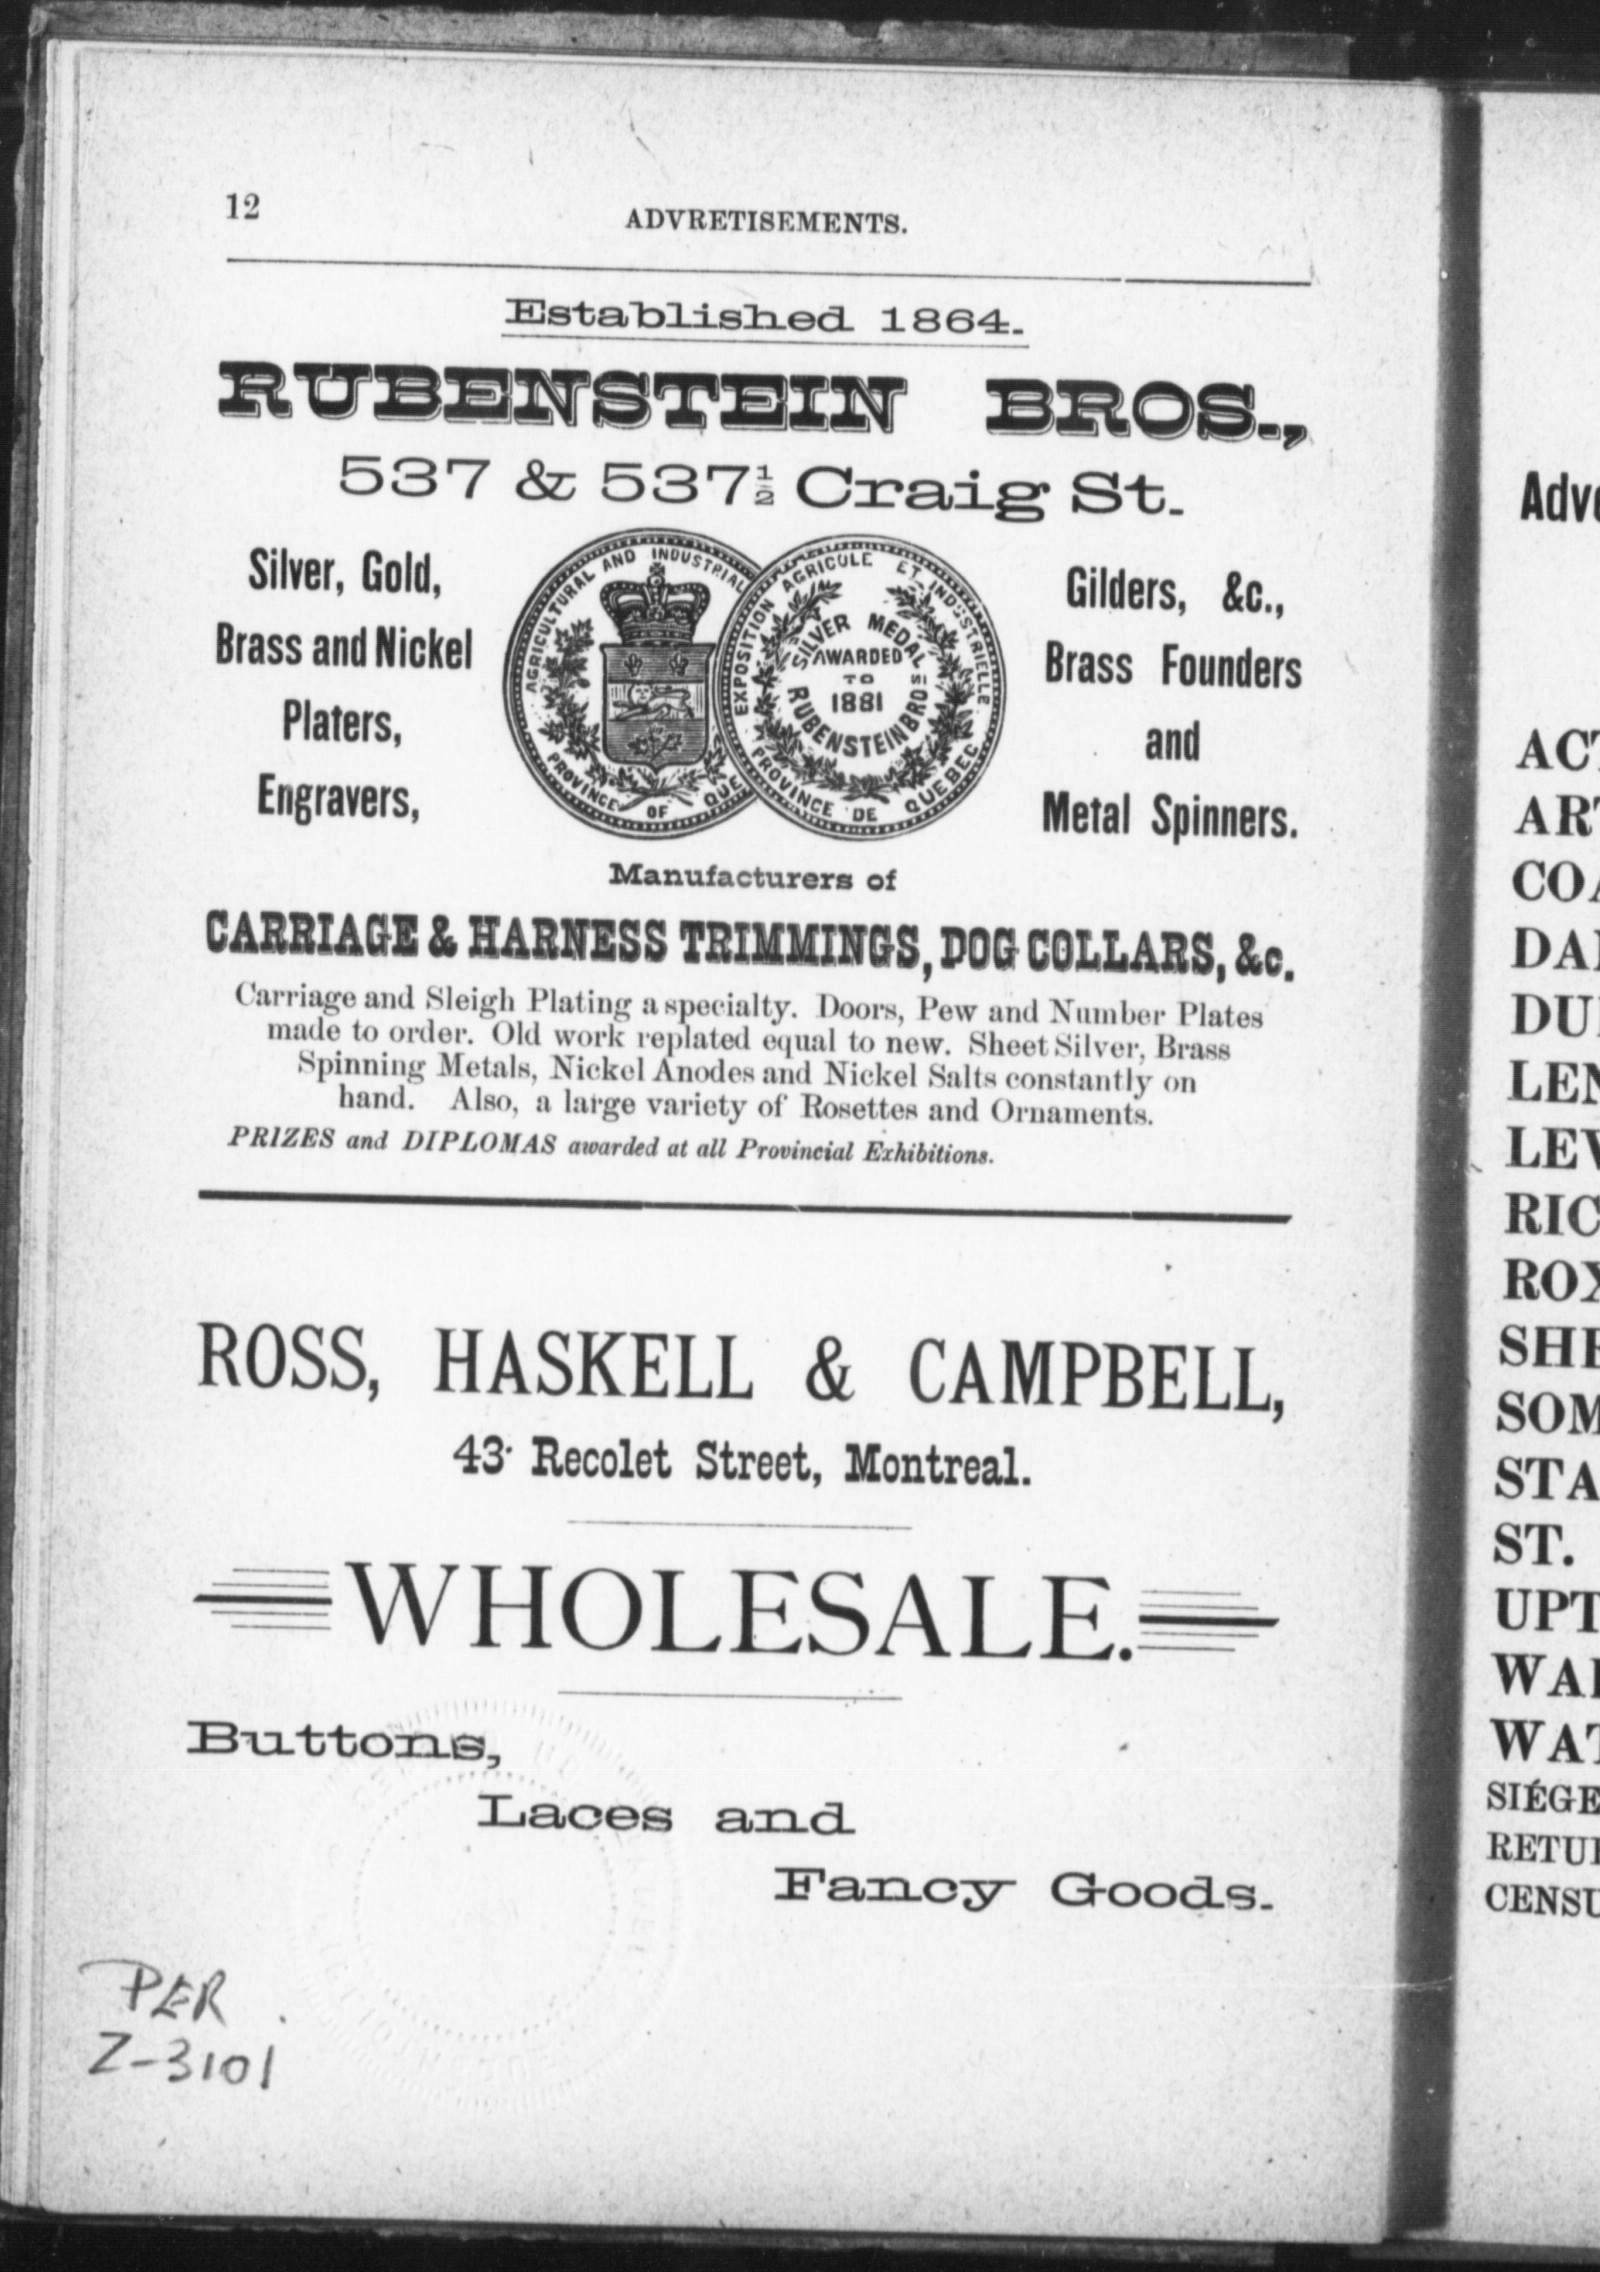 12
ADVRETISEMENTS.
Established 1864.
RUBENSTEIN BROS.,
537 & 537½ Craig St.
Silver, Gold,
Brass and Nickel
Platers,
Engravers,
AGRICULTURAL AND INDUSTRIAL
PROVINCE OF QUE
EXPOSITION AGRICOLE ET INDUSTRIELLE
PROVINCE DE QUEBEC
SILVER MEDAL
AWARDED
TO
1881
RUBENSTEIN BROS
Gilders, &c.,
Brass Founders
and
Metal Spinners.
Manufacturers of
CARRIAGE & HARNESS TRIMMINGS, DOG COLLARS, &c.
Carriage and Sleigh Plating a specialty. Doors, Pew and Number Plates
made to order. Old work replated equal to new. Sheet Silver, Brass
Spinning Metals, Nickel Anodes and Nickel Salts constantly on
hand. Also, a large variety of Rosettes and Ornaments.
PRIZES and DIPLOMAS awarded at all Provincial Exhibitions.
ROSS, HASKELL & CAMPBELL,
43 Recolet Street, Montreal.
WHOLESALE.
Buttons,
Laces and
Fancy Goods.
PER
Z-3101
Adve
ACT
ART
COA
DA
DU
LEN
LEV
RIC
ROX
SHE
SOM
STA
ST.
UPT
WA
WAT
SIÉGE
RETU
CENSU